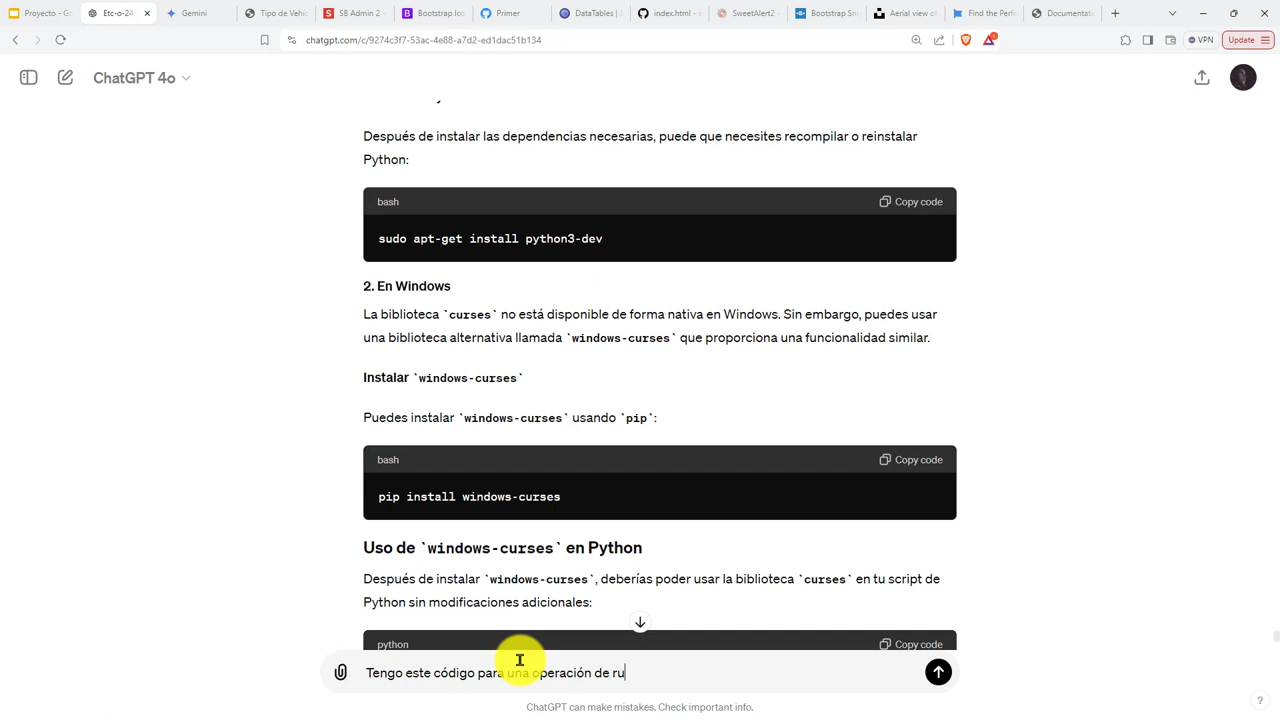 Proyecto - Go
Etc-o-24
Gemini
Tipo de Vehíc
SB Admin 2 -
Bootstrap Ico
Primer
DataTables |
index.html -
SweetAlert2 -
Bootstrap Sni
Aerial view of
Find the Perfe
Documentati
chatgpt.com/c/9274c3f7-53ac-4e88-a7d2-ed1dac51b134
VPN
Update
ChatGPT 4o
Después de instalar las dependencias necesarias, puede que necesites recompilar o reinstalar
Python:
bash
Copy code
sudo apt-get install python3-dev
2. En Windows
La biblioteca `curses` no está disponible de forma nativa en Windows. Sin embargo, puedes usar
una biblioteca alternativa llamada `windows-curses` que proporciona una funcionalidad similar.
Instalar `windows-curses`
Puedes instalar `windows-curses` usando `pip`:
bash
Copy code
pip install windows-curses
Uso de `windows-curses` en Python
Después de instalar `windows-curses`, deberías poder usar la biblioteca `curses` en tu script de
Python sin modificaciones adicionales:
python
Copy code
Tengo este código para una operación de ru
ChatGPT can make mistakes. Check important info.
?